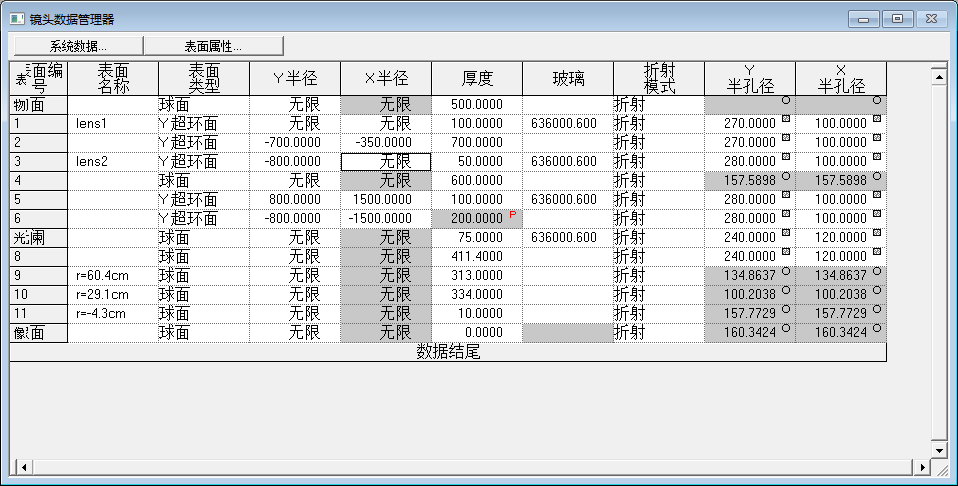 镜头数据管理器
系统数据... 表面属性...
表面编号 表面名称 表面类型 Y 半径 X 半径 厚度 玻璃 折射模式 Y 半孔径 X 半孔径
物面 球面 无限 无限 500.0000 折射
1 lens1 Y 超环面 无限 无限 100.0000 636000.600 折射 270.0000 100.0000
2 Y 超环面 -700.0000 -350.0000 700.0000 折射 270.0000 100.0000
3 lens2 Y 超环面 -800.0000 无限 50.0000 636000.600 折射 280.0000 100.0000
4 球面 无限 无限 600.0000 折射 157.5898 157.5898
5 Y 超环面 800.0000 1500.0000 100.0000 636000.600 折射 280.0000 100.0000
6 Y 超环面 -800.0000 -1500.0000 200.0000 P 折射 280.0000 100.0000
光阑 球面 无限 无限 75.0000 636000.600 折射 240.0000 120.0000
8 球面 无限 无限 411.4000 折射 240.0000 120.0000
9 r=60.4cm 球面 无限 无限 313.0000 折射 134.8637 134.8637
10 r=29.1cm 球面 无限 无限 334.0000 折射 100.2038 100.2038
11 r=-4.3cm 球面 无限 无限 10.0000 折射 157.7729 157.7729
像面 球面 无限 无限 0.0000 折射 160.3424 160.3424
数据结尾